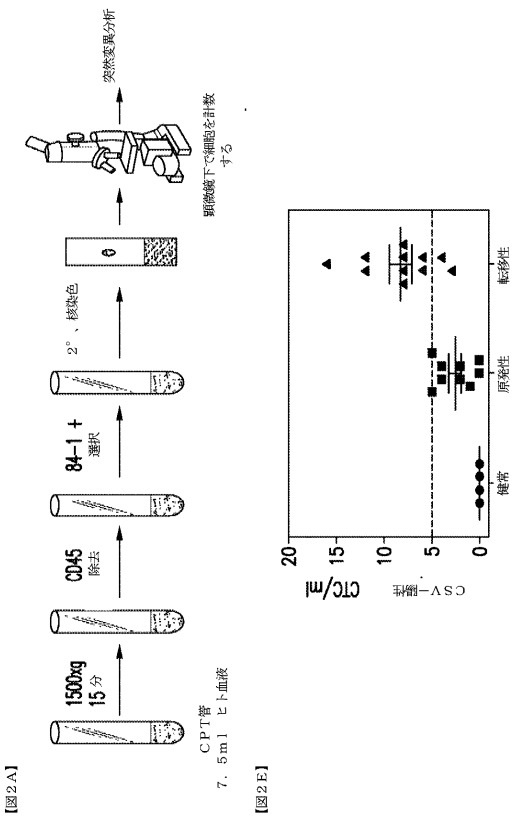 【図2A】
CPT管
7.5ml ヒト血液
1500xg
15分
CD45
除去
84-1 +
選択
2°、核染色
顕微鏡下で細胞を計数
する
突然変異分析
【図2E】
CSV-陽性
CTC/ml
20
15
10
5
0
健常
原発性
転移性